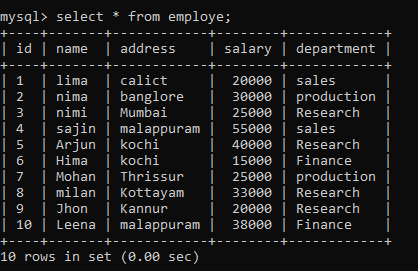 mysql> select * from employe;
+----+-------+------------+--------+------------+
| id | name  | address    | salary | department |
+----+-------+------------+--------+------------+
| 1  | lima  | calict     |  20000 | sales      |
| 2  | nima  | banglore   |  30000 | production |
| 3  | nimi  | Mumbai     |  25000 | Research   |
| 4  | sajin | malappuram |  55000 | sales      |
| 5  | Arjun | kochi      |  40000 | Research   |
| 6  | Hima  | kochi      |  15000 | Finance    |
| 7  | Mohan | Thrissur   |  25000 | production |
| 8  | milan | Kottayam   |  33000 | Research   |
| 9  | Jhon  | Kannur     |  20000 | Research   |
| 10 | Leena | malappuram |  38000 | Finance    |
+----+-------+------------+--------+------------+
10 rows in set (0.00 sec)